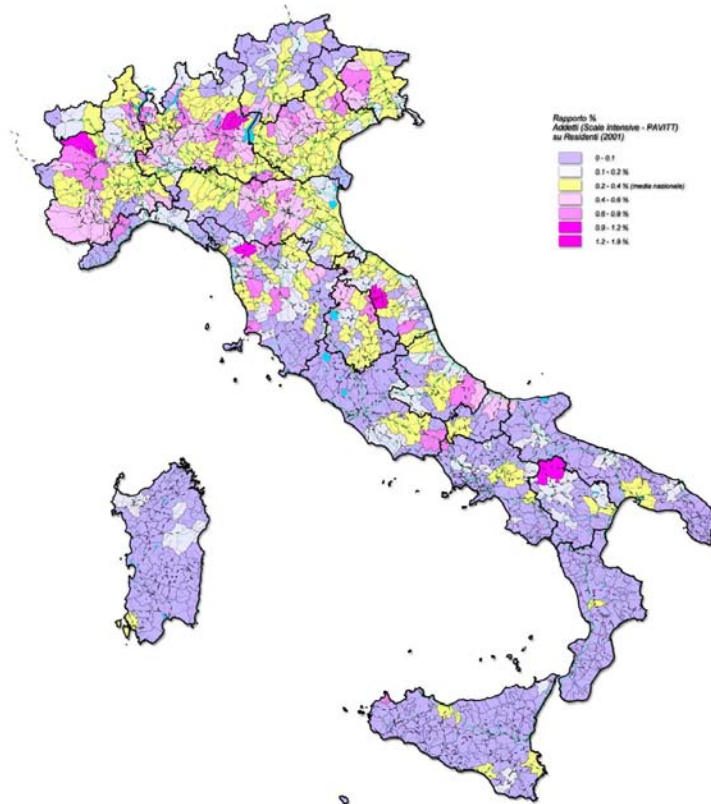 Rapporto %
Addetti (Scale Intensive - PAVITT)
su Residenti (2001)
0 - 0.1
0.1 - 0.2 %
0.2 - 0.4 % (media nazionale)
0.4 - 0.6 %
0.6 - 0.9 %
0.9 - 1.2 %
1.2 - 1.9 %